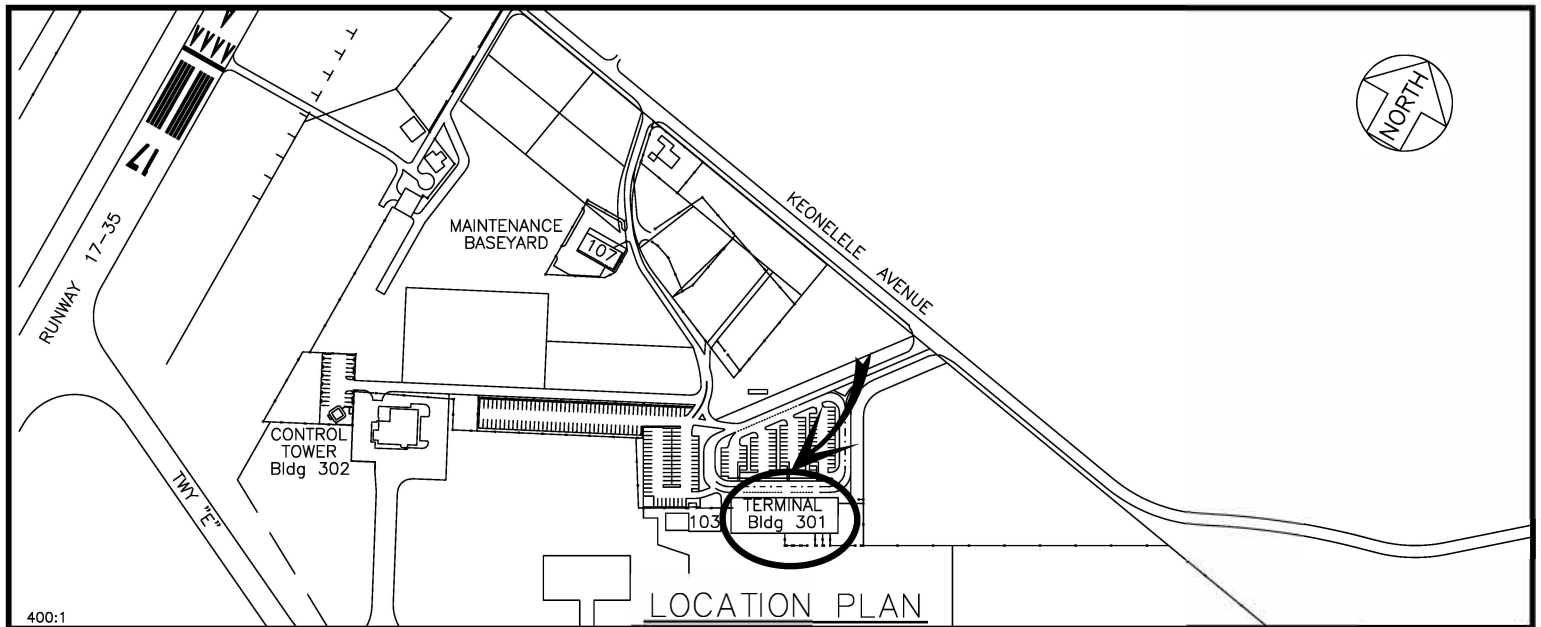 NORTH
17
RUNWAY 17-35
KEONELELE AVENUE
MAINTENANCE
BASEYARD
107
CONTROL
TOWER
Bldg 302
TWY "E"
103
TERMINAL
Bldg 301
LOCATION PLAN
400:1